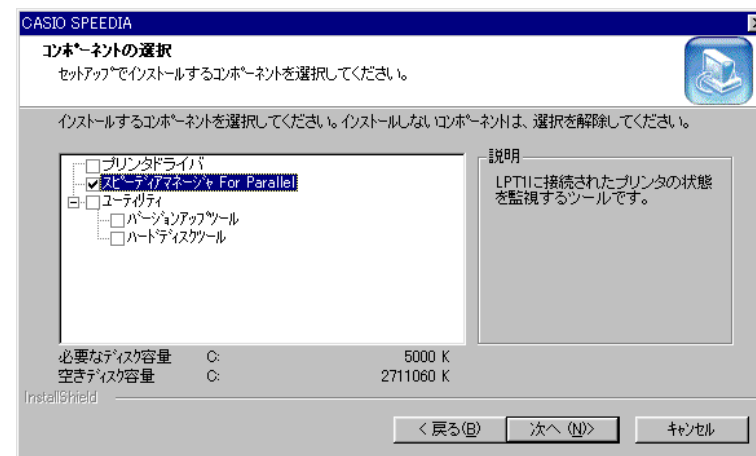 CASIO SPEEDIA
コンポーネントの選択
セットアップでインストールするコンポーネントを選択してください。
インストールするコンポーネントを選択してください。インストールしないコンポーネントは、選択を解除してください。
プリンタドライバ
スピーディアマネージャ For Parallel
ユーティリティ
バージョンアップツール
ハードディスクツール
説明
LPT1に接続されたプリンタの状態
を監視するツールです。
必要なディスク容量 C: 5000 K
空きディスク容量 C: 2711060 K
InstallShield
< 戻る(B) 次へ (N)> キャンセル